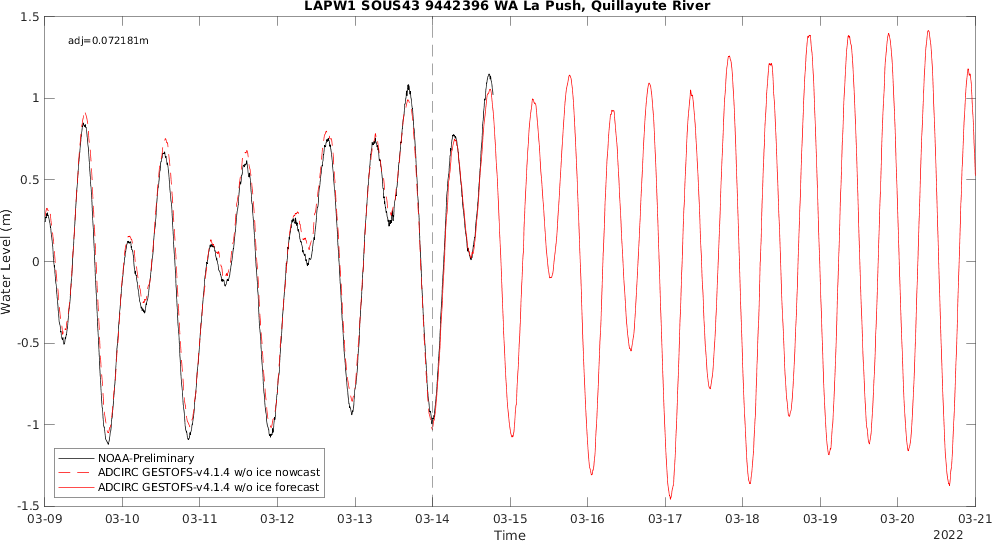 LAPW1 SOUS43 9442396 WA La Push, Quillayute River
adj=0.072181m
1.5
1
0.5
0
-0.5
-1
-1.5
Water Level (m)
NOAA-Preliminary
ADCIRC GESTOFS-v4.1.4 w/o ice nowcast
ADCIRC GESTOFS-v4.1.4 w/o ice forecast
03-09 03-10 03-11 03-12 03-13 03-14 03-15 03-16 03-17 03-18 03-19 03-20 03-21
Time
2022